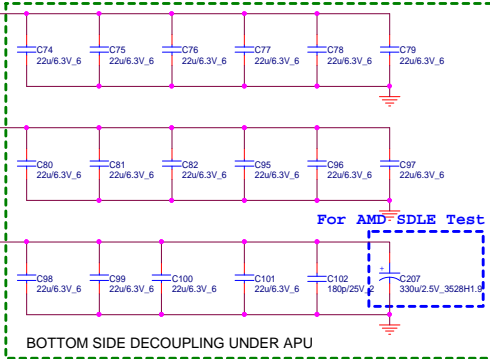 C74 C75 C76 C77 C78 C79
22u/6.3V_6 22u/6.3V_6 22u/6.3V_6 22u/6.3V_6 22u/6.3V_6 22u/6.3V_6
C80 C81 C82 C95 C96 C97
22u/6.3V_6 22u/6.3V_6 22u/6.3V_6 22u/6.3V_6 22u/6.3V_6 22u/6.3V_6
For AMD SDLE Test
+
C98 C99 C100 C101 C102 C207
22u/6.3V_6 22u/6.3V_6 22u/6.3V_6 22u/6.3V_6 180p/25V_2 330u/2.5V_3528H1.9
BOTTOM SIDE DECOUPLING UNDER APU